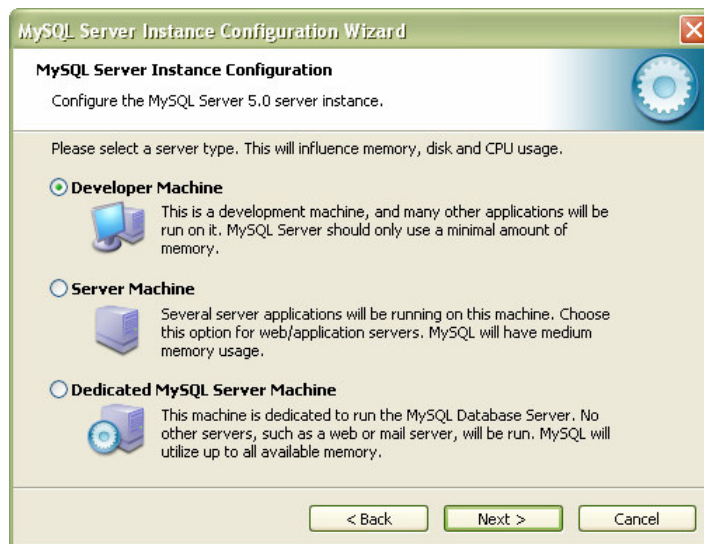 MySQL Server Instance Configuration Wizard
MySQL Server Instance Configuration
Configure the MySQL Server 5.0 server instance.
Please select a server type. This will influence memory, disk and CPU usage.
Developer Machine
This is a development machine, and many other applications will be
run on it. MySQL Server should only use a minimal amount of
memory.
Server Machine
Several server applications will be running on this machine. Choose
this option for web/application servers. MySQL will have medium
memory usage.
Dedicated MySQL Server Machine
This machine is dedicated to run the MySQL Database Server. No
other servers, such as a web or mail server, will be run. MySQL will
utilize up to all available memory.
< Back
Next >
Cancel